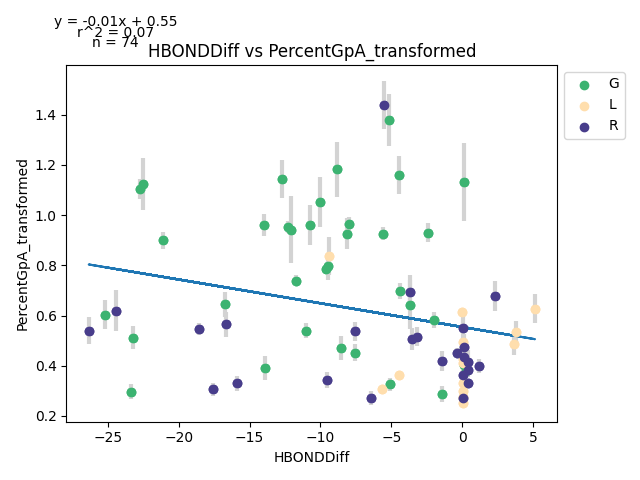 y = -0.01x + 0.55
r^2 = 0.07
n = 74
HBONDDiff vs PercentGpA_transformed
G
L
R
PercentGpA_transformed
1.4
1.2
1.0
0.8
0.6
0.4
0.2
−25
−20
−15
−10
−5
0
5
HBONDDiff